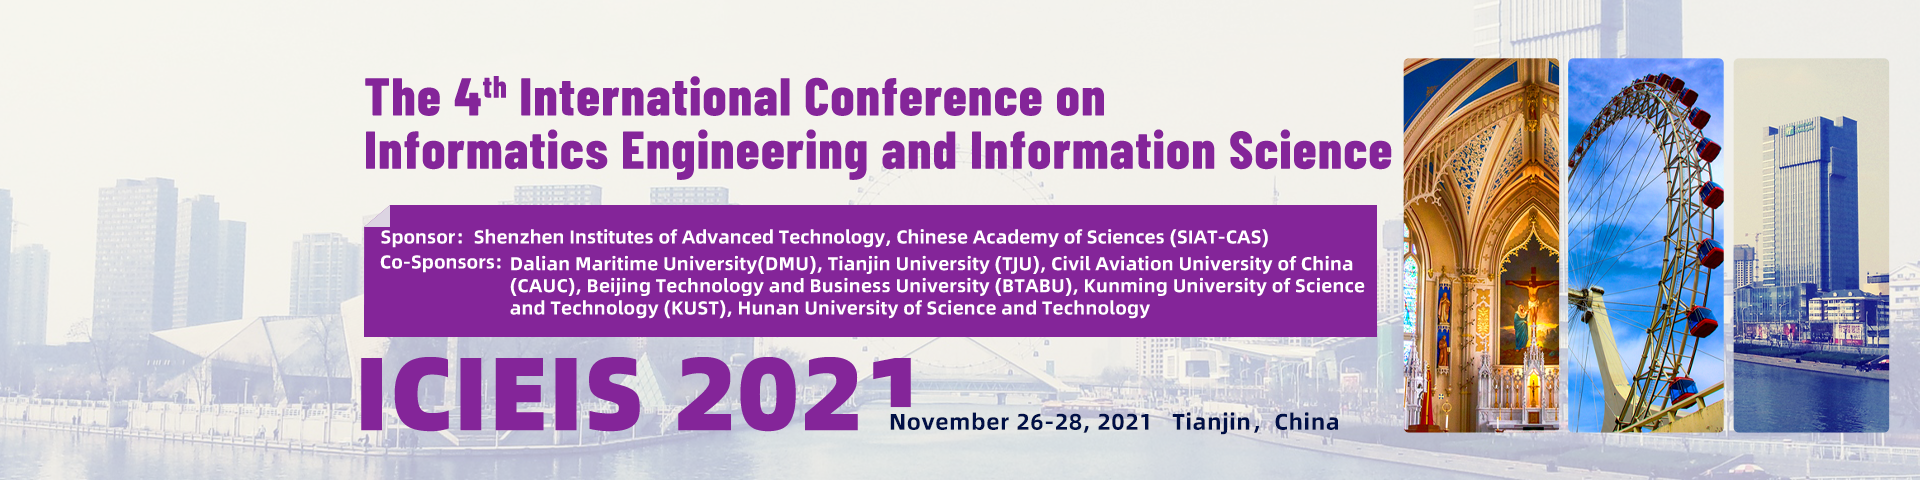 The 4th International Conference on
Informatics Engineering and Information Science
Sponsor: Shenzhen Institutes of Advanced Technology, Chinese Academy of Sciences (SIAT-CAS)
Co-Sponsors: Dalian Maritime University(DMU), Tianjin University (TJU), Civil Aviation University of China
(CAUC), Beijing Technology and Business University (BTABU), Kunming University of Science
and Technology (KUST), Hunan University of Science and Technology
ICIEIS 2021
November 26-28, 2021 Tianjin, China